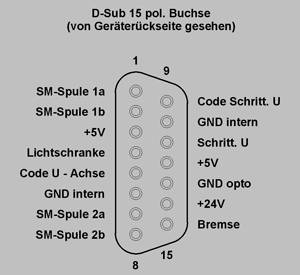 D-Sub 15 pol. Buchse
(von Geräterückseite gesehen)
1
9
SM-Spule 1a
SM-Spule 1b
+5V
Lichtschranke
Code U - Achse
GND intern
SM-Spule 2a
SM-Spule 2b
Code Schritt. U
GND intern
Schritt. U
+5V
GND opto
+24V
Bremse
8
15